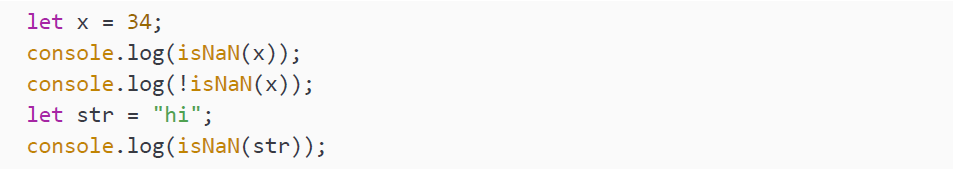 let x = 34;
console.log(isNaN(x));
console.log(!isNaN(x));
let str = "hi";
console.log(isNaN(str));